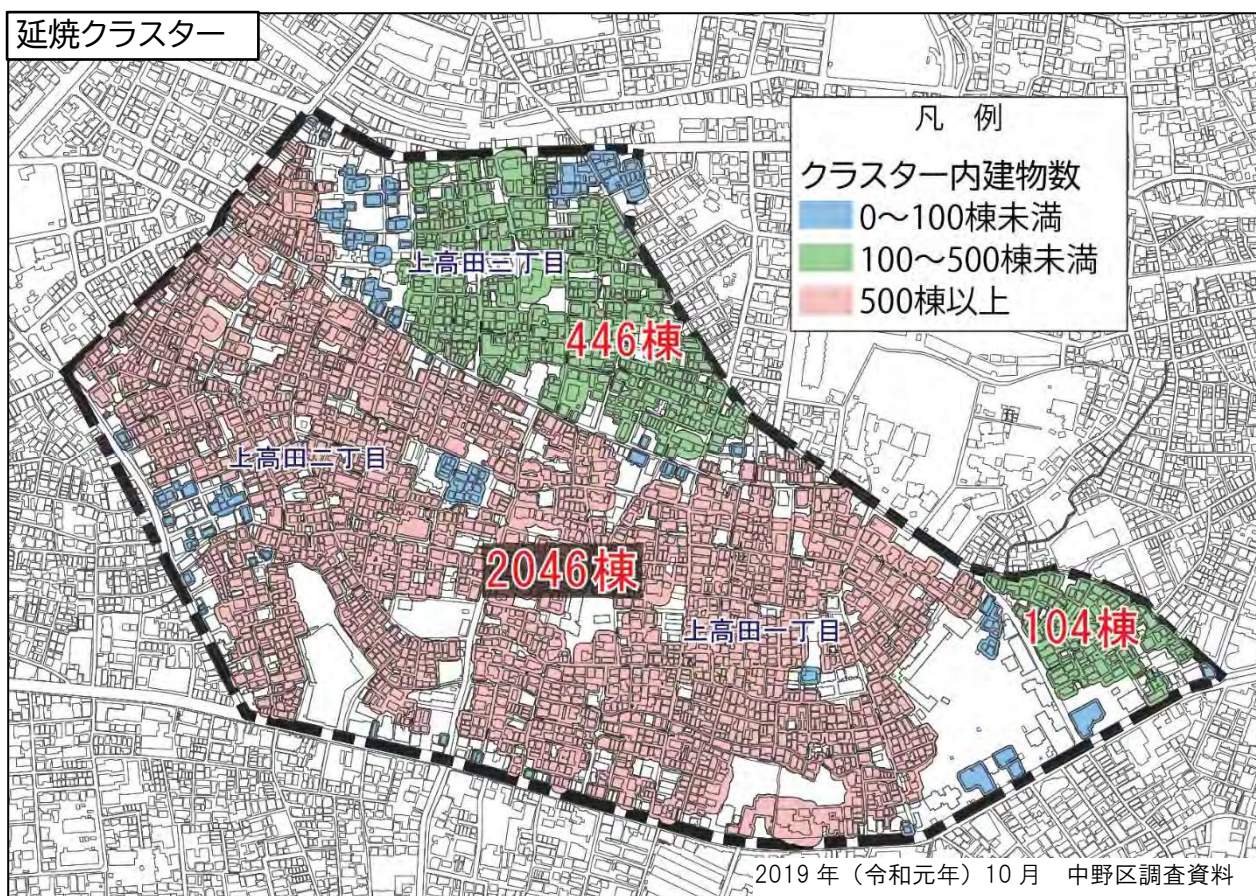 延焼クラスター
凡 例
クラスター内建物数
0～100棟未満
100～500棟未満
500棟以上
上高田三丁目
446棟
上高田二丁目
2046棟
上高田一丁目
104棟
2019 年（令和元年）10 月　中野区調査資料